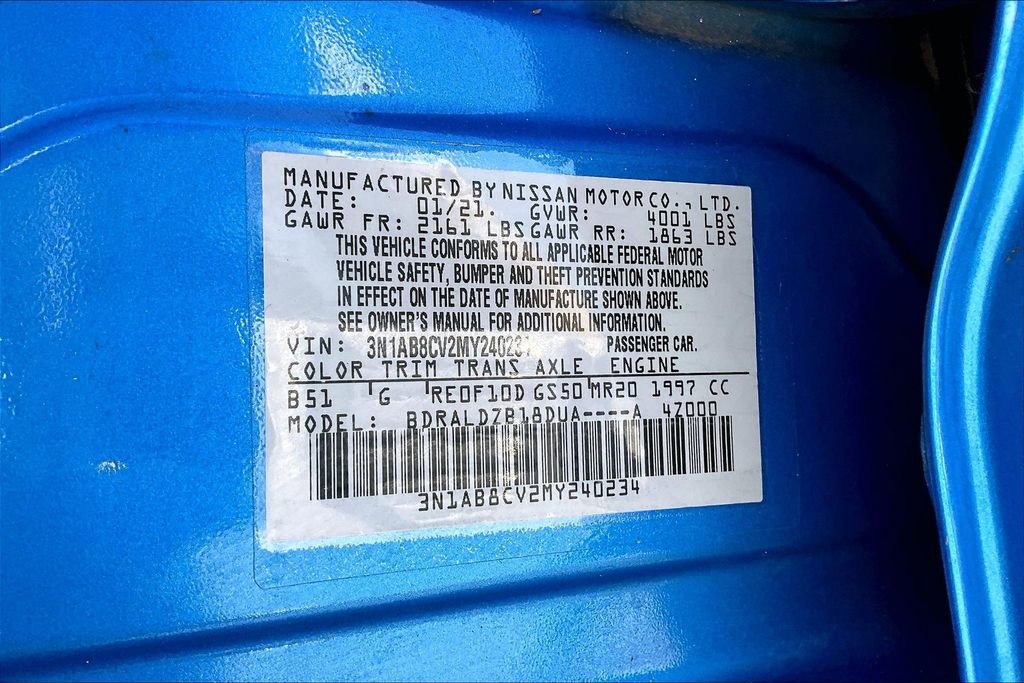 MANUFACTURED BY NISSAN MOTOR CO., LTD.
DATE: 01/21. GVWR: 4001 LBS
GAWR FR: 2161 LBS GAWR RR: 1863 LBS
THIS VEHICLE CONFORMS TO ALL APPLICABLE FEDERAL MOTOR
VEHICLE SAFETY, BUMPER AND THEFT PREVENTION STANDARDS
IN EFFECT ON THE DATE OF MANUFACTURE SHOWN ABOVE.
SEE OWNER'S MANUAL FOR ADDITIONAL INFORMATION.
VIN: PASSENGER CAR.
COLOR TRIM TRANS AXLE ENGINE
B51 G RE0F10D GS50 MR20 1997 CC
MODEL: BDRALDZB18DUA----A 4Z000
3N1AB8CV2MY240234